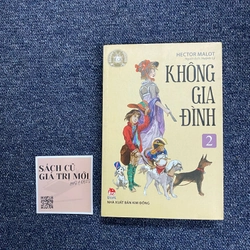 HECTOR MALOT
KHÔNG
GIA
ĐÌNH
2
NHÀ XUẤT BẢN KIM ĐỒNG
SÁCH CŨ
GIÁ TRỊ MỚI